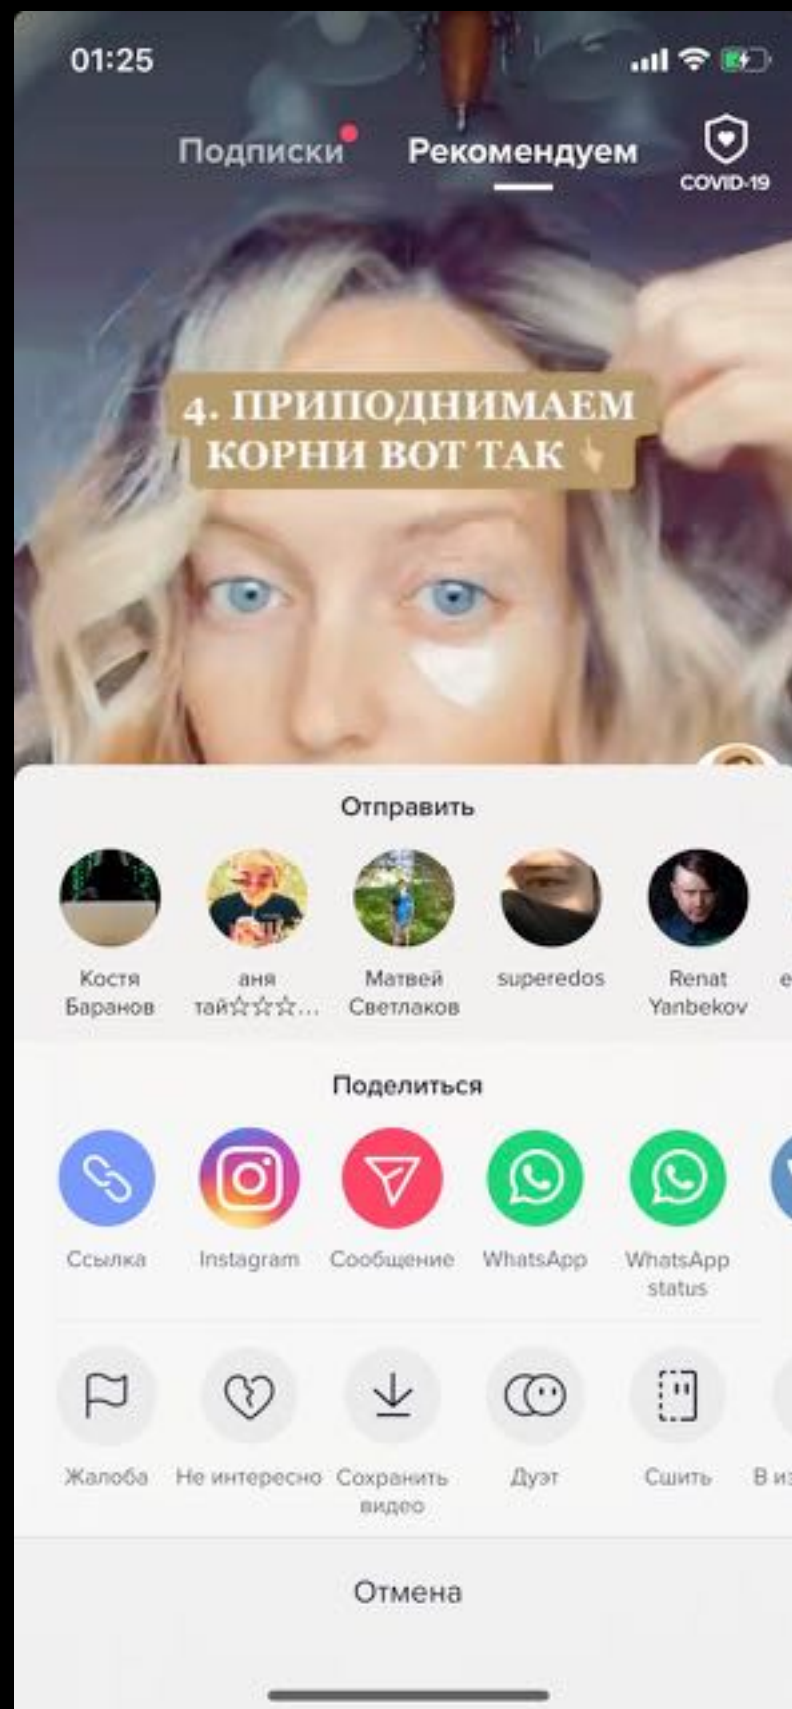 01:25
Подписки Рекомендуем
COVID-19
4. ПРИПОДНИМАЕМ
КОРНИ ВОТ ТАК
Отправить
Костя аня Матвей superedos Renat
Баранов тай☆☆☆... Светлаков Yanbekov
Поделиться
Ссылка Instagram Сообщение WhatsApp WhatsApp
status
Жалоба Не интересно Сохранить Дуэт Сшить В из
видео
Отмена